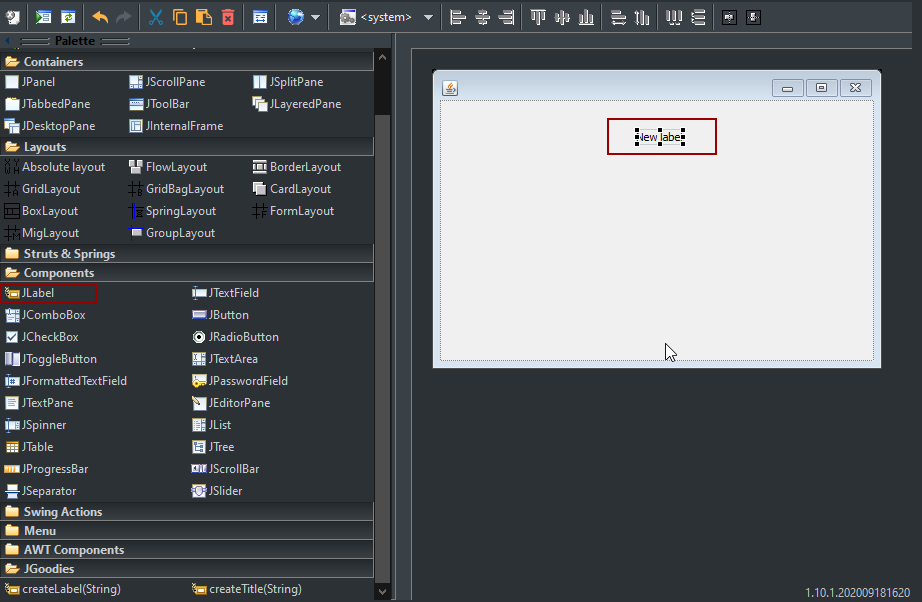 <system>
Palette
Containers
JPanel JScrollPane JSplitPane
JTabbedPane JToolBar JLayeredPane
JDesktopPane JInternalFrame
Layouts
Absolute layout FlowLayout BorderLayout
GridLayout GridBagLayout CardLayout
BoxLayout SpringLayout FormLayout
MigLayout GroupLayout
Struts & Springs
Components
JLabel JTextField
JComboBox JButton
JCheckBox JRadioButton
JToggleButton JTextArea
JFormattedTextField JPasswordField
JTextPane JEditorPane
JSpinner JList
JTable JTree
JProgressBar JScrollBar
JSeparator JSlider
Swing Actions
Menu
AWT Components
JGoodies
createLabel(String) createTitle(String)
New label
1.10.1.202009181620